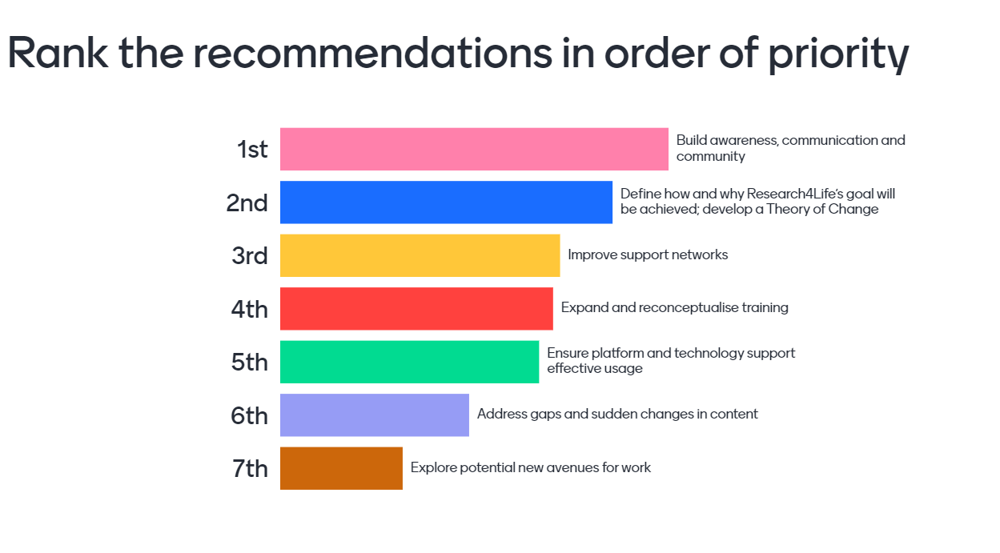 Rank the recommendations in order of priority
1st
Build awareness, communication and
community
2nd
Define how and why Research4Life's goal will
be achieved; develop a Theory of Change
3rd
Improve support networks
4th
Expand and reconceptualise training
5th
Ensure platform and technology support
effective usage
6th
Address gaps and sudden changes in content
7th
Explore potential new avenues for work